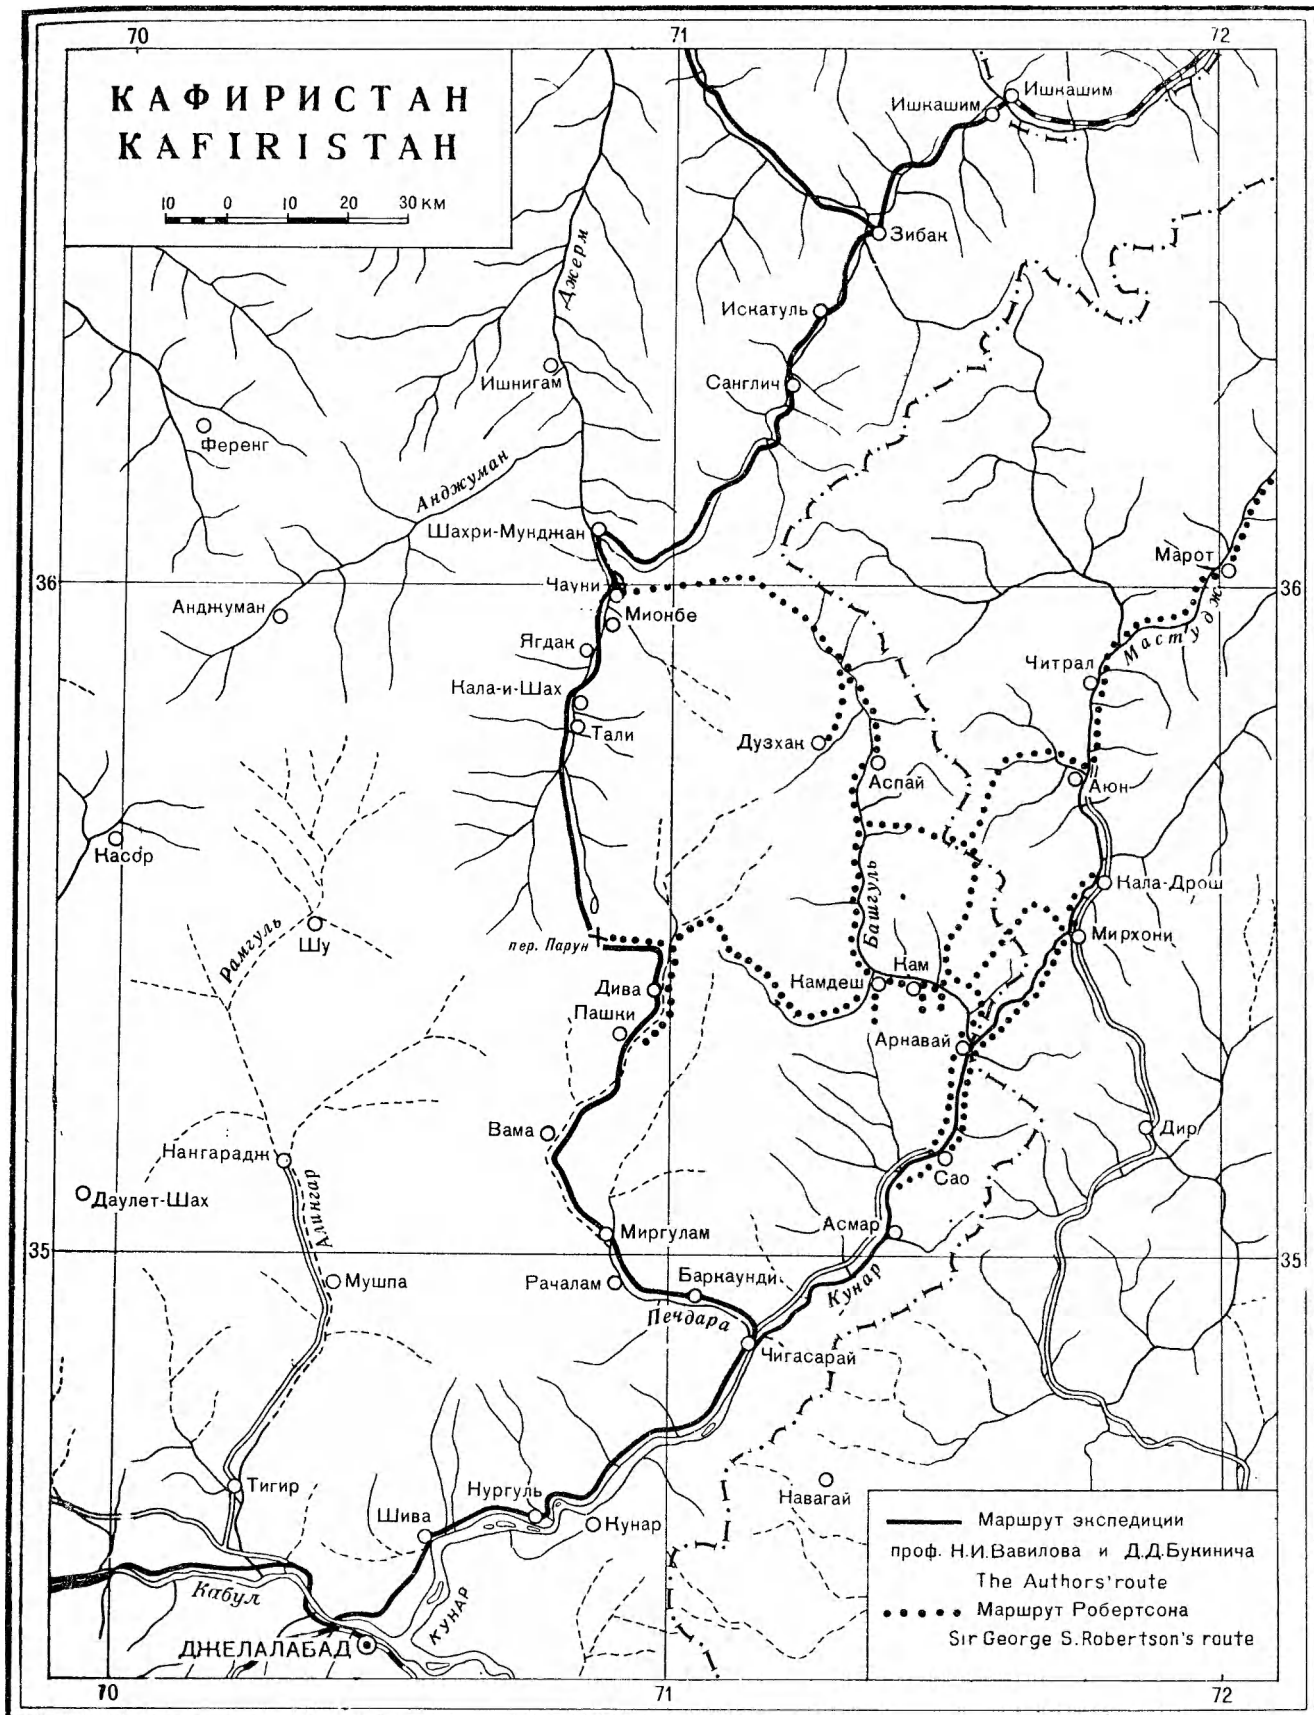 70
71
72
КАФИРИСТАН
KAFIRISTAH
10 0 10 20 30 км
Ишкашим
Ишкашим
Джерм
Зибак
Искатуль
Ишнигам
Санглич
Ференг
Анджуман
Шахри-Мунджан
Марот
36
Чауни
36
Анджуман
Мионбе
Мастудж
Ягдак
Читрал
Кала-и-Шах
Тали
Дузхак
Аспай
Аюн
Касор
Башгуль
Кала-Дрош
Рамгуль
Шу
пер. Парун
Мирхони
Кам
Камдеш
Дива
Пашки
Арнавай
Вама
Дир
Нангарадж
Сао
Даулет-Шах
Алингар
Миргулам
Асмар
35
35
Мушпа
Рачалам
Баркаунди
Кунар
Печдара
Чигасарай
Тигир
Нургуль
Навагай
Шива
Кунар
Кабул
КУНАР
ДЖЕЛАЛАБАД
Маршрут экспедиции
проф. Н.И.Вавилова и Д.Д.Букинича
The Authors' route
Маршрут Робертсона
Sir George S. Robertson's route
70
71
72